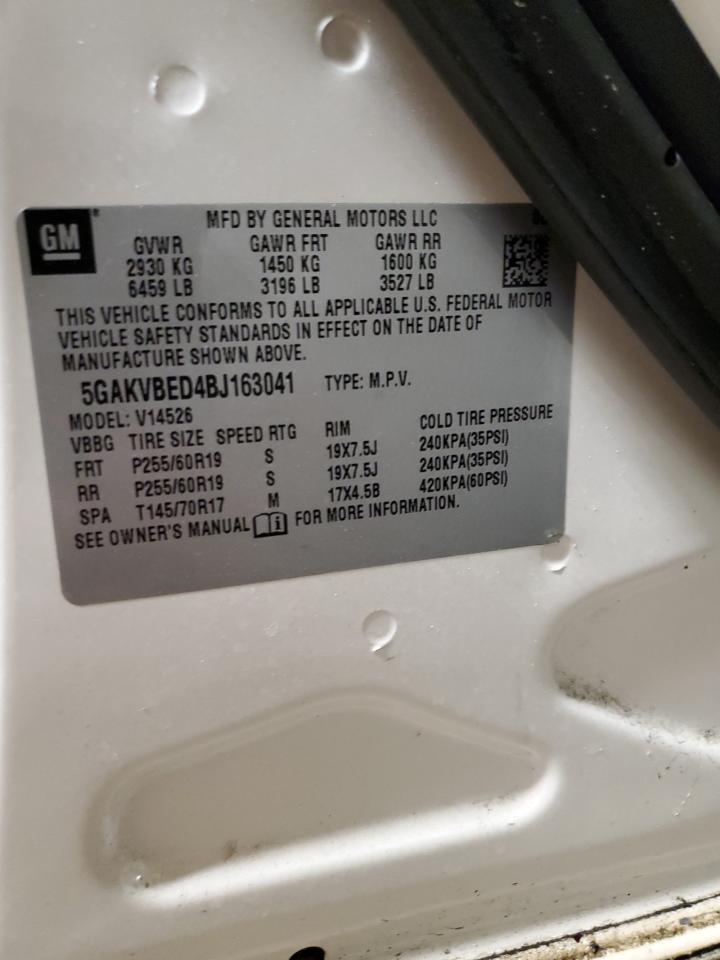 GM
MFD BY GENERAL MOTORS LLC
GVWR GAWR FRT GAWR RR
2930 KG 1450 KG 1600 KG
6459 LB 3196 LB 3527 LB
THIS VEHICLE CONFORMS TO ALL APPLICABLE U.S. FEDERAL MOTOR
VEHICLE SAFETY STANDARDS IN EFFECT ON THE DATE OF
MANUFACTURE SHOWN ABOVE.
5GAKVBED4BJ163041 TYPE: M.P.V.
MODEL: V14526
VBBG TIRE SIZE SPEED RTG RIM COLD TIRE PRESSURE
FRT P255/60R19 S 19X7.5J 240KPA(35PSI)
RR P255/60R19 S 19X7.5J 240KPA(35PSI)
SPA T145/70R17 M 17X4.5B 420KPA(60PSI)
SEE OWNER'S MANUAL FOR MORE INFORMATION.